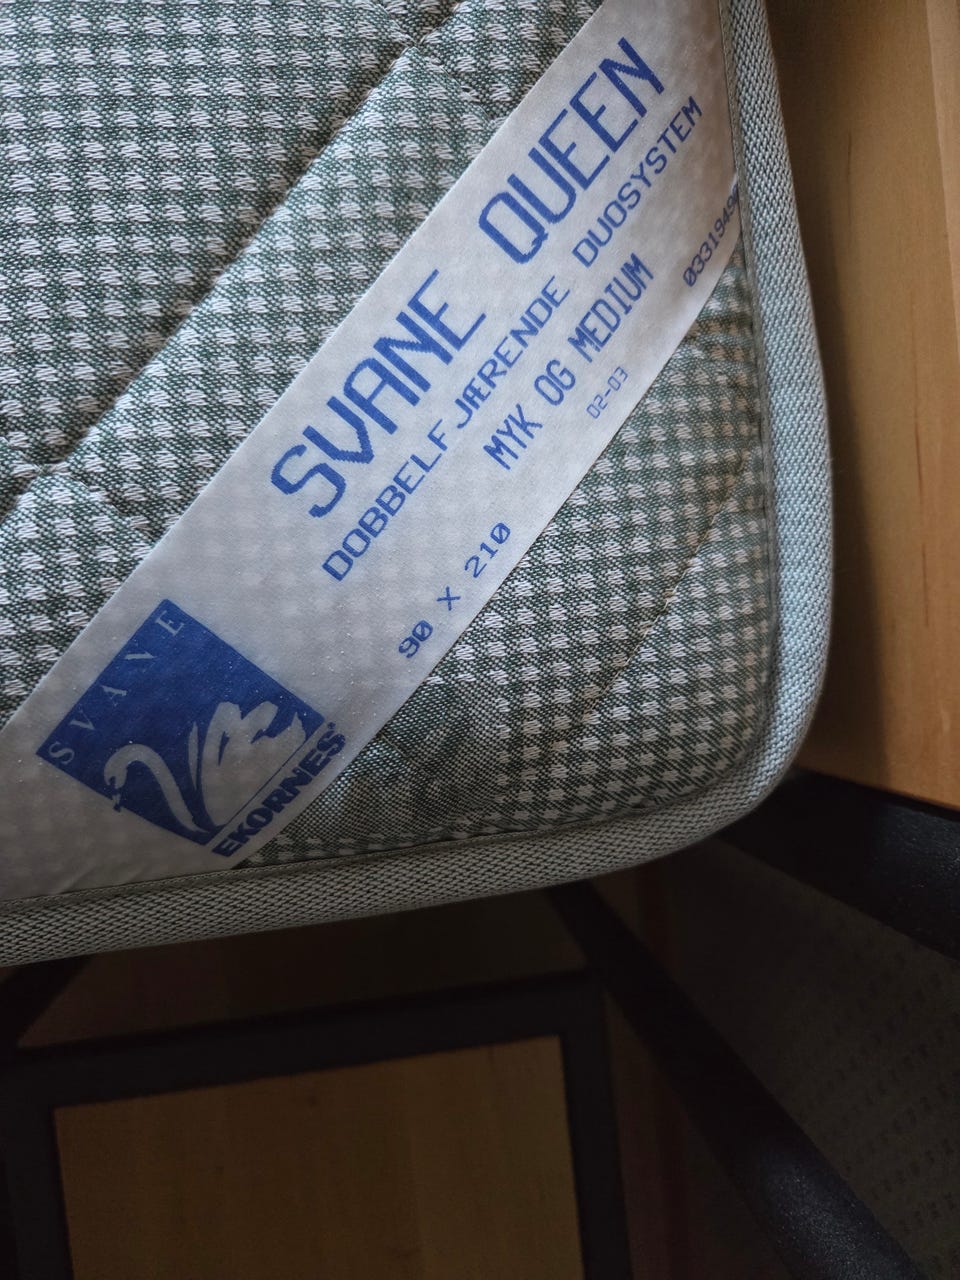 SVANE QUEEN
DOBBELFJÆRENDE DUOSYSTEM
MYK OG MEDIUM
90 X 210
02-03
SVANE
EKORNES®